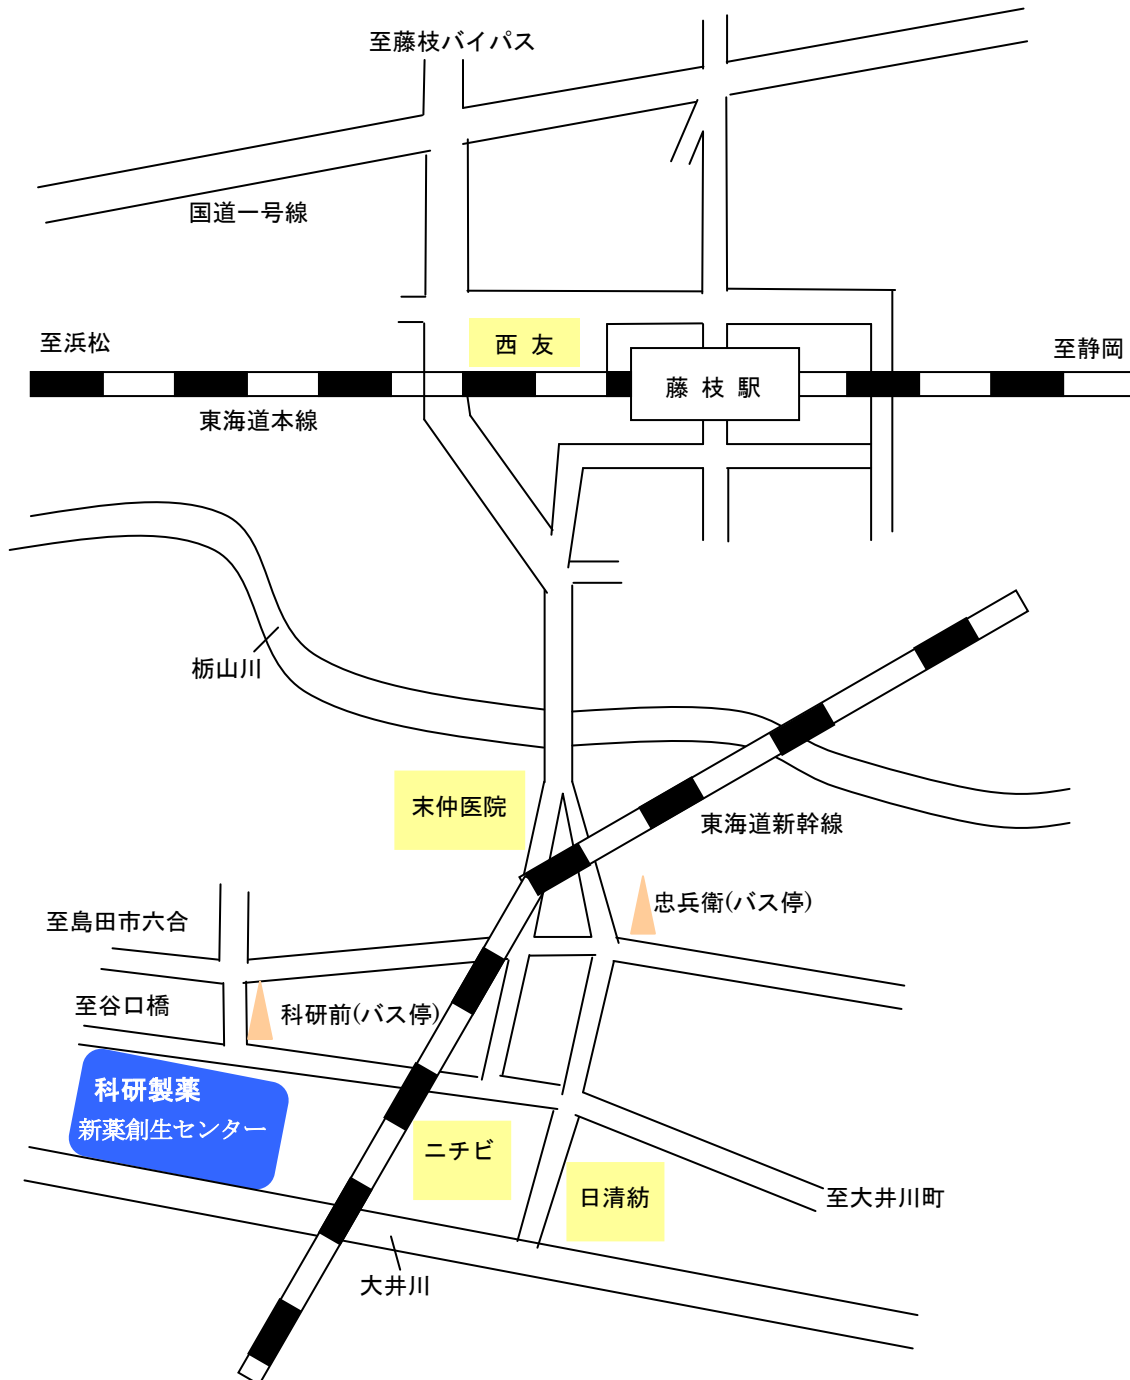 至藤枝バイパス
国道一号線
至浜松
西 友
至静岡
藤 枝 駅
東海道本線
栃山川
末仲医院
東海道新幹線
忠兵衛(バス停)
至島田市六合
至谷口橋
科研前(バス停)
科研製薬
新薬創生センター
ニチビ
日清紡
至大井川町
大井川